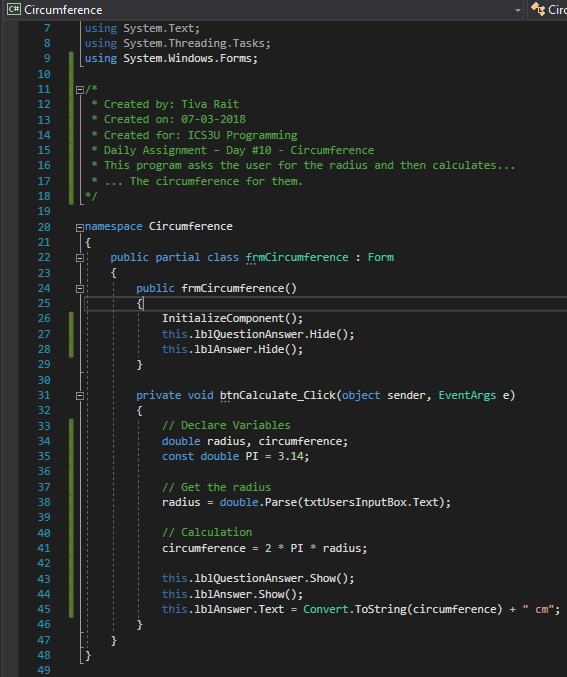 C# Circumference Circ
7 using System.Text;
8 using System.Threading.Tasks;
9 using System.Windows.Forms;
10
11 /*
12 * Created by: Tiva Rait
13 * Created on: 07-03-2018
14 * Created for: ICS3U Programming
15 * Daily Assignment – Day #10 - Circumference
16 * This program asks the user for the radius and then calculates...
17 * ... The circumference for them.
18 */
19
20 namespace Circumference
21 {
22 public partial class frmCircumference : Form
23 {
24 public frmCircumference()
25 {
26 InitializeComponent();
27 this.lblQuestionAnswer.Hide();
28 this.lblAnswer.Hide();
29 }
30
31 private void btnCalculate_Click(object sender, EventArgs e)
32 {
33 // Declare Variables
34 double radius, circumference;
35 const double PI = 3.14;
36
37 // Get the radius
38 radius = double.Parse(txtUsersInputBox.Text);
39
40 // Calculation
41 circumference = 2 * PI * radius;
42
43 this.lblQuestionAnswer.Show();
44 this.lblAnswer.Show();
45 this.lblAnswer.Text = Convert.ToString(circumference) + " cm";
46 }
47 }
48 }
49